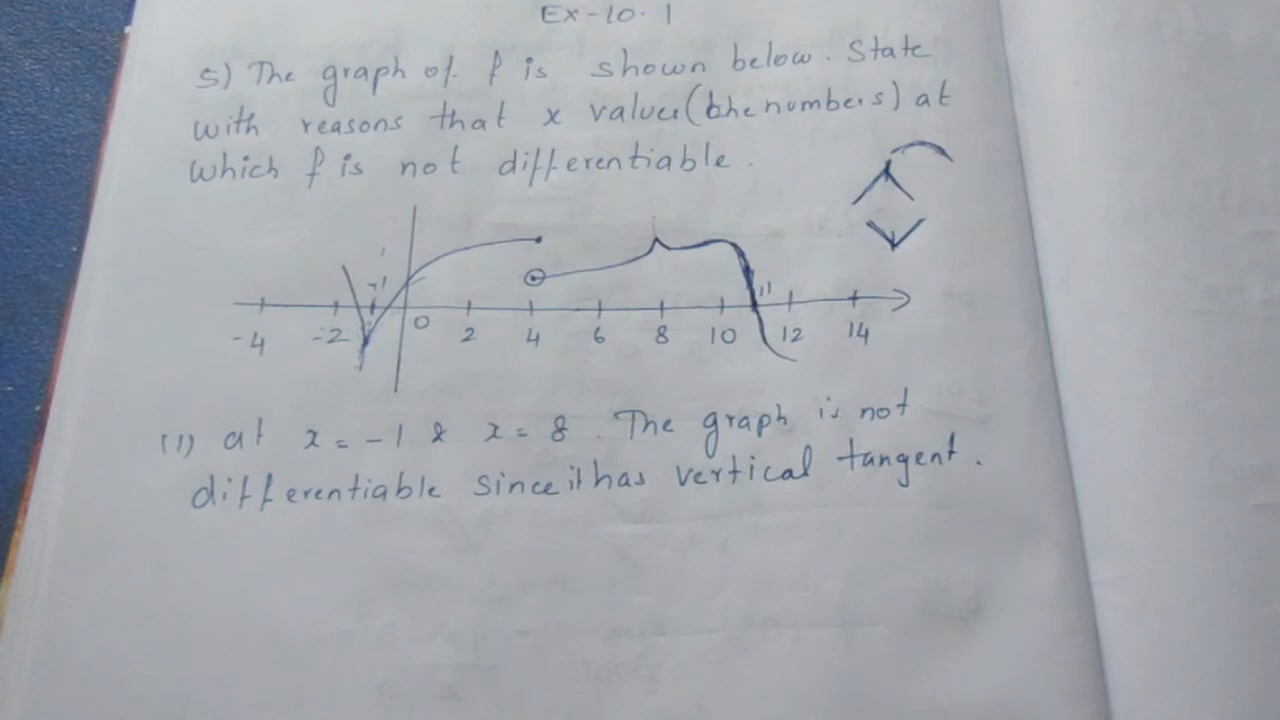 Ex-10.1
5) The graph of f is shown below. State
with reasons that x values (the numbers) at
which f is not differentiable.
-1
11
-4 -2 0 2 4 6 8 10 12 14
(1) at x = -1 & x = 8. The graph is not
differentiable since it has vertical tangent.